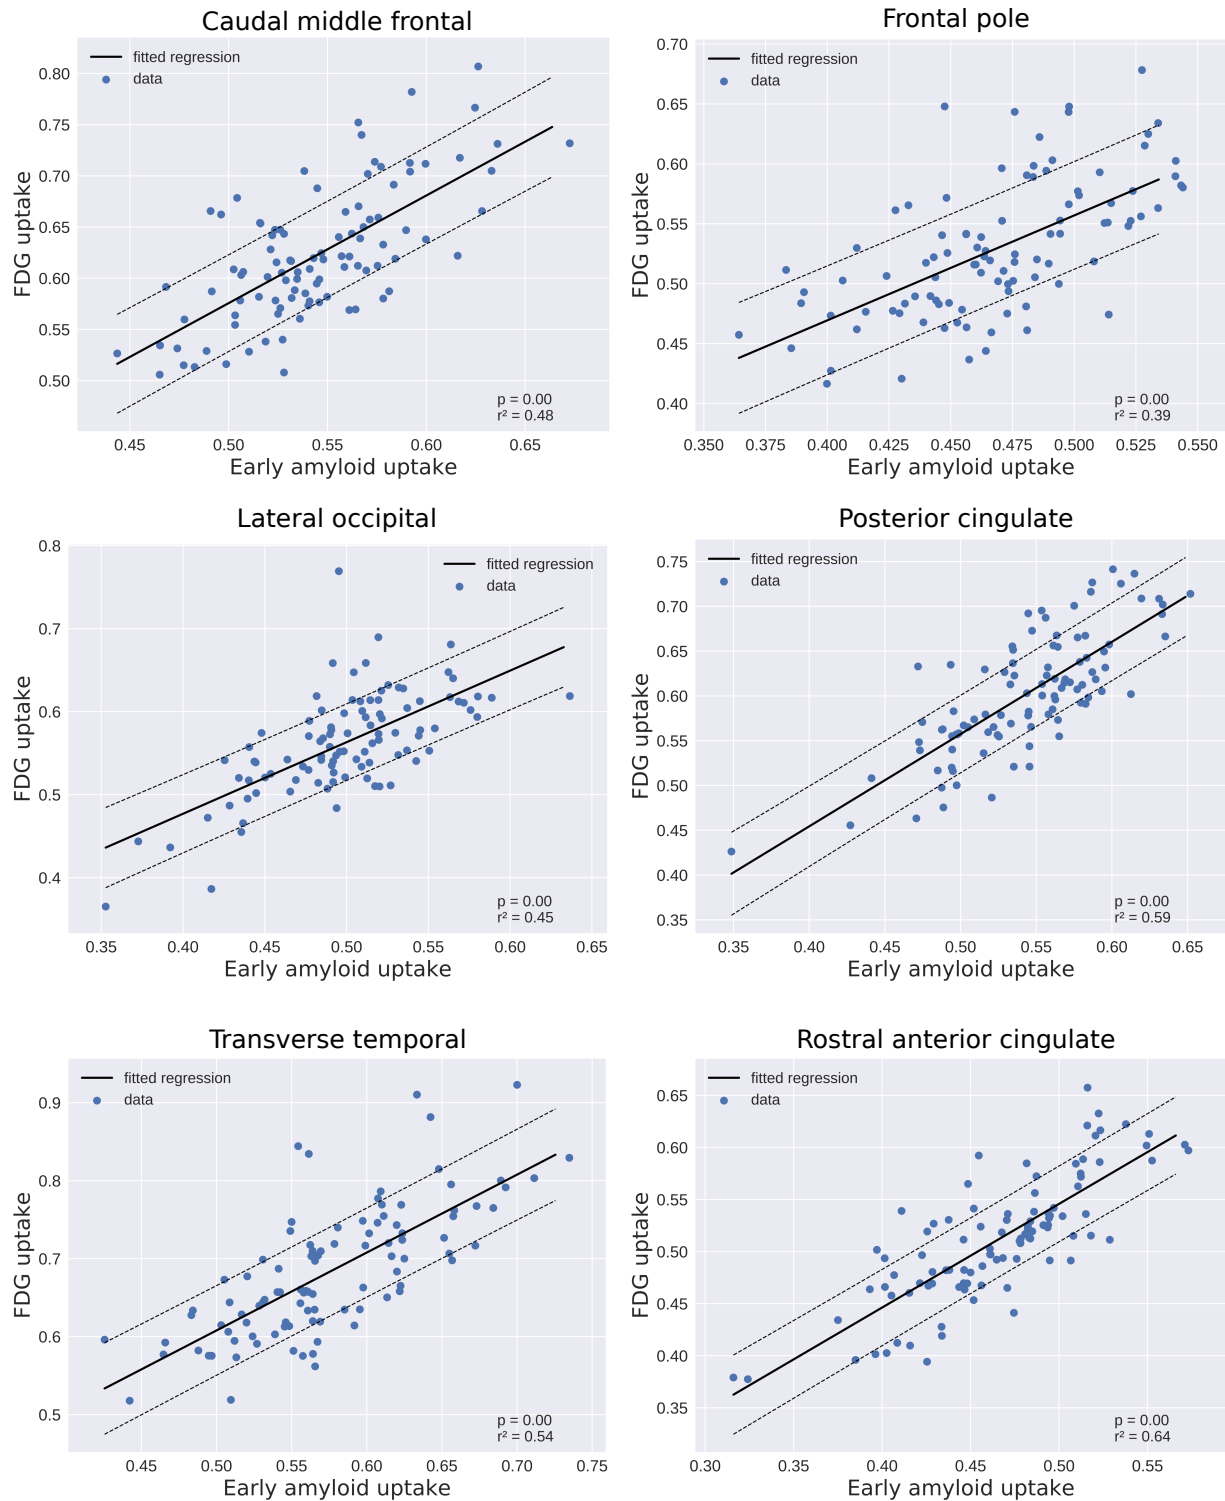 Caudal middle frontal
fitted regression
data
0.80
0.75
0.70
0.65
0.60
0.55
0.50
FDG uptake
p = 0.00
r² = 0.48
0.45 0.50 0.55 0.60 0.65
Early amyloid uptake
Frontal pole
fitted regression
data
0.70
0.65
0.60
0.55
0.50
0.45
0.40
FDG uptake
p = 0.00
r² = 0.39
0.350 0.375 0.400 0.425 0.450 0.475 0.500 0.525 0.550
Early amyloid uptake
Lateral occipital
fitted regression
data
0.8
0.7
0.6
0.5
0.4
FDG uptake
p = 0.00
r² = 0.45
0.35 0.40 0.45 0.50 0.55 0.60 0.65
Early amyloid uptake
Posterior cingulate
fitted regression
data
0.75
0.70
0.65
0.60
0.55
0.50
0.45
0.40
0.35
FDG uptake
p = 0.00
r² = 0.59
0.35 0.40 0.45 0.50 0.55 0.60 0.65
Early amyloid uptake
Transverse temporal
fitted regression
data
0.9
0.8
0.7
0.6
0.5
FDG uptake
p = 0.00
r² = 0.54
0.45 0.50 0.55 0.60 0.65 0.70 0.75
Early amyloid uptake
Rostral anterior cingulate
fitted regression
data
0.65
0.60
0.55
0.50
0.45
0.40
0.35
FDG uptake
p = 0.00
r² = 0.64
0.30 0.35 0.40 0.45 0.50 0.55
Early amyloid uptake